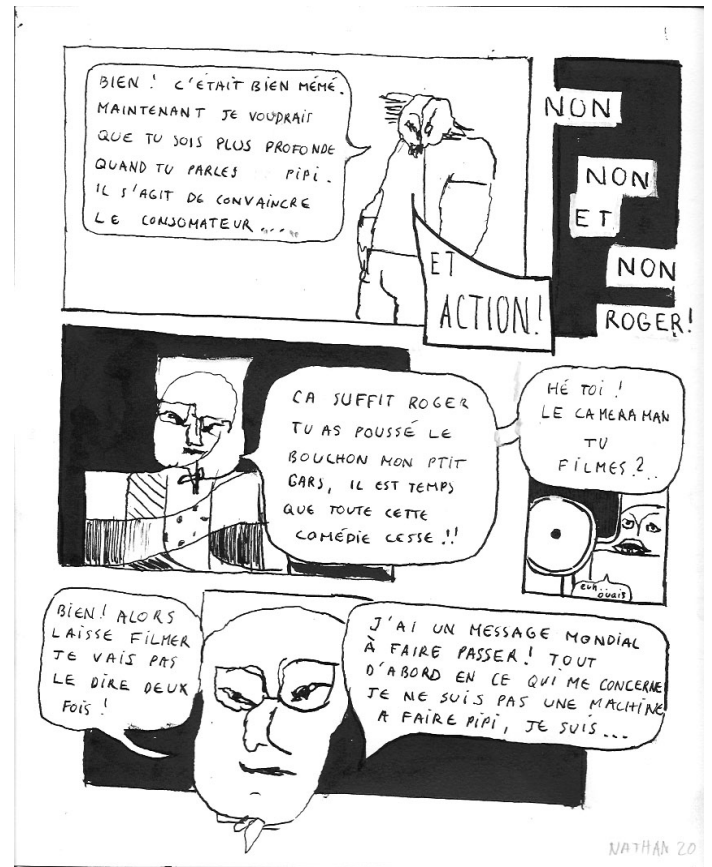 1
BIEN ! C'ÉTAIT BIEN MÉMÉ.
MAINTENANT JE VOUDRAIS
QUE TU SOIS PLUS PROFONDE
QUAND TU PARLES PIPI.
IL S'AGIT DE CONVAINCRE
LE CONSOMATEUR.....
ET
ACTION!
NON
NON
ET
NON
ROGER!
CA SUFFIT ROGER
TU AS POUSSÉ LE
BOUCHON MON PTIT
GARS, IL EST TEMPS
QUE TOUTE CETTE
COMÉDIE CESSE !!
HÉ TOI !
LE CAMERAMAN
TU
FILMES ?..
euh..
ouais
BIEN! ALORS
LAISSE FILMER
JE VAIS PAS
LE DIRE DEUX
FOIS !
J'AI UN MESSAGE MONDIAL
À FAIRE PASSER! TOUT
D'ABORD EN CE QUI ME CONCERNE
JE NE SUIS PAS UNE MACHINE
A FAIRE PIPI, JE SUIS...
NATHAN 20